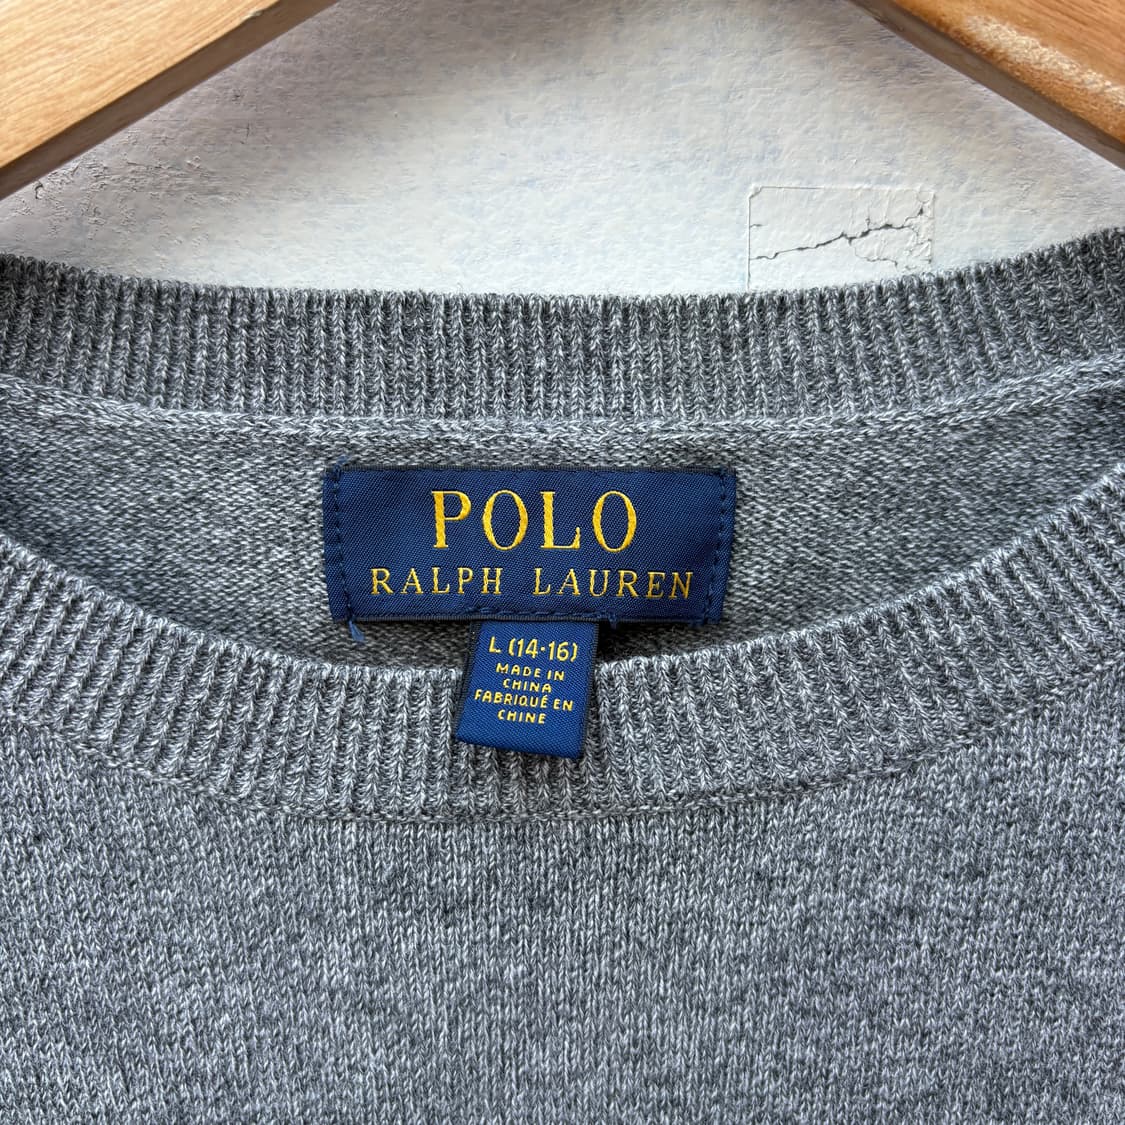 POLO
RALPH LAUREN
L (14-16)
MADE IN
CHINA
FABRIQUÉ EN
CHINE